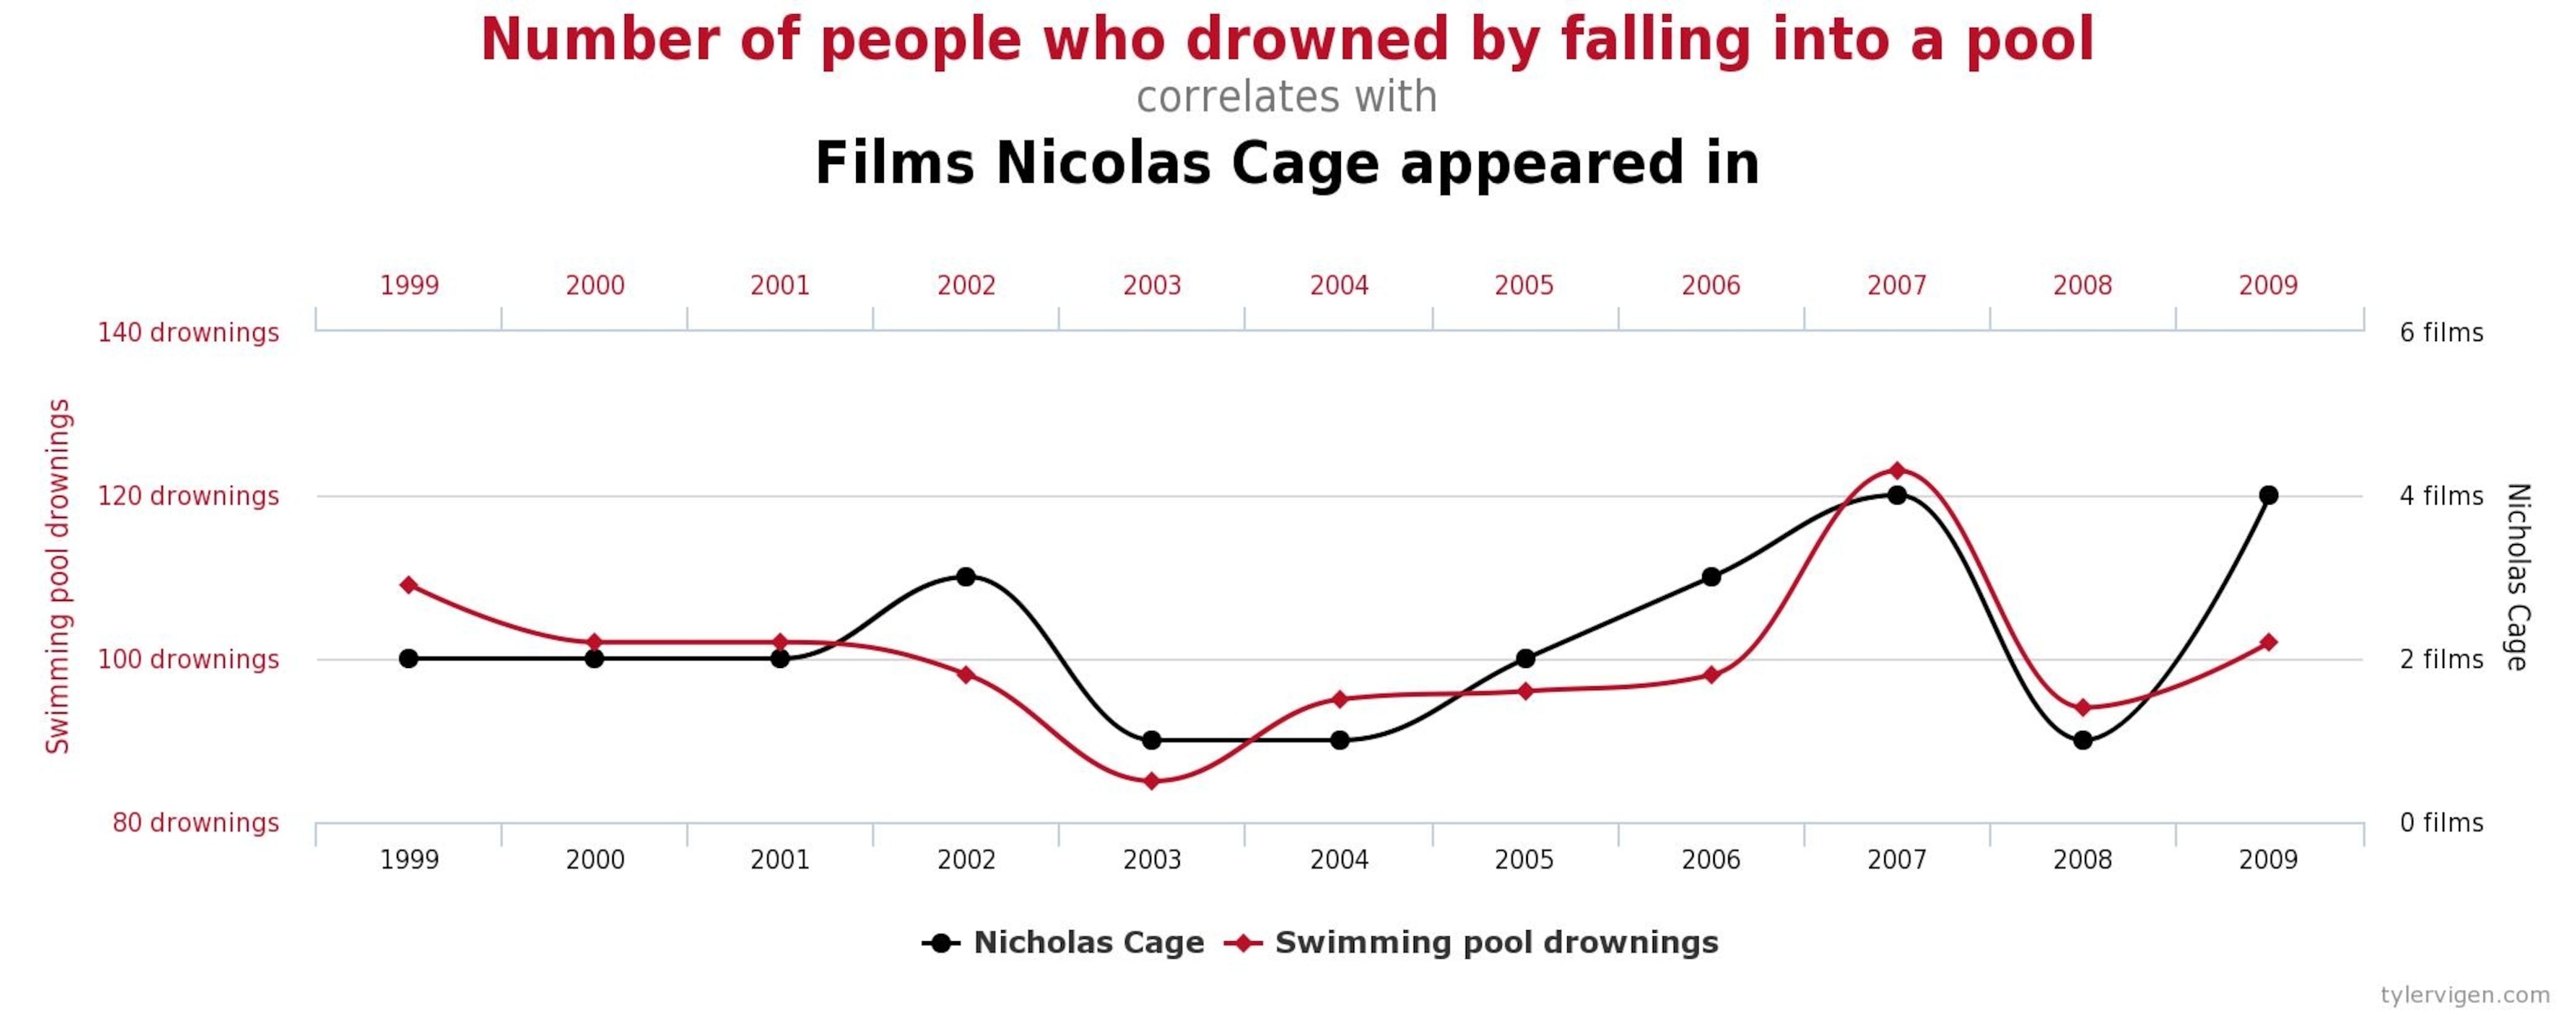 Number of people who drowned by falling into a pool
correlates with
Films Nicolas Cage appeared in
1999 2000 2001 2002 2003 2004 2005 2006 2007 2008 2009
140 drownings 6 films
Swimming pool drownings
120 drownings 4 films
Nicholas Cage
100 drownings 2 films
80 drownings 0 films
1999 2000 2001 2002 2003 2004 2005 2006 2007 2008 2009
Nicholas Cage Swimming pool drownings
tylervigen.com